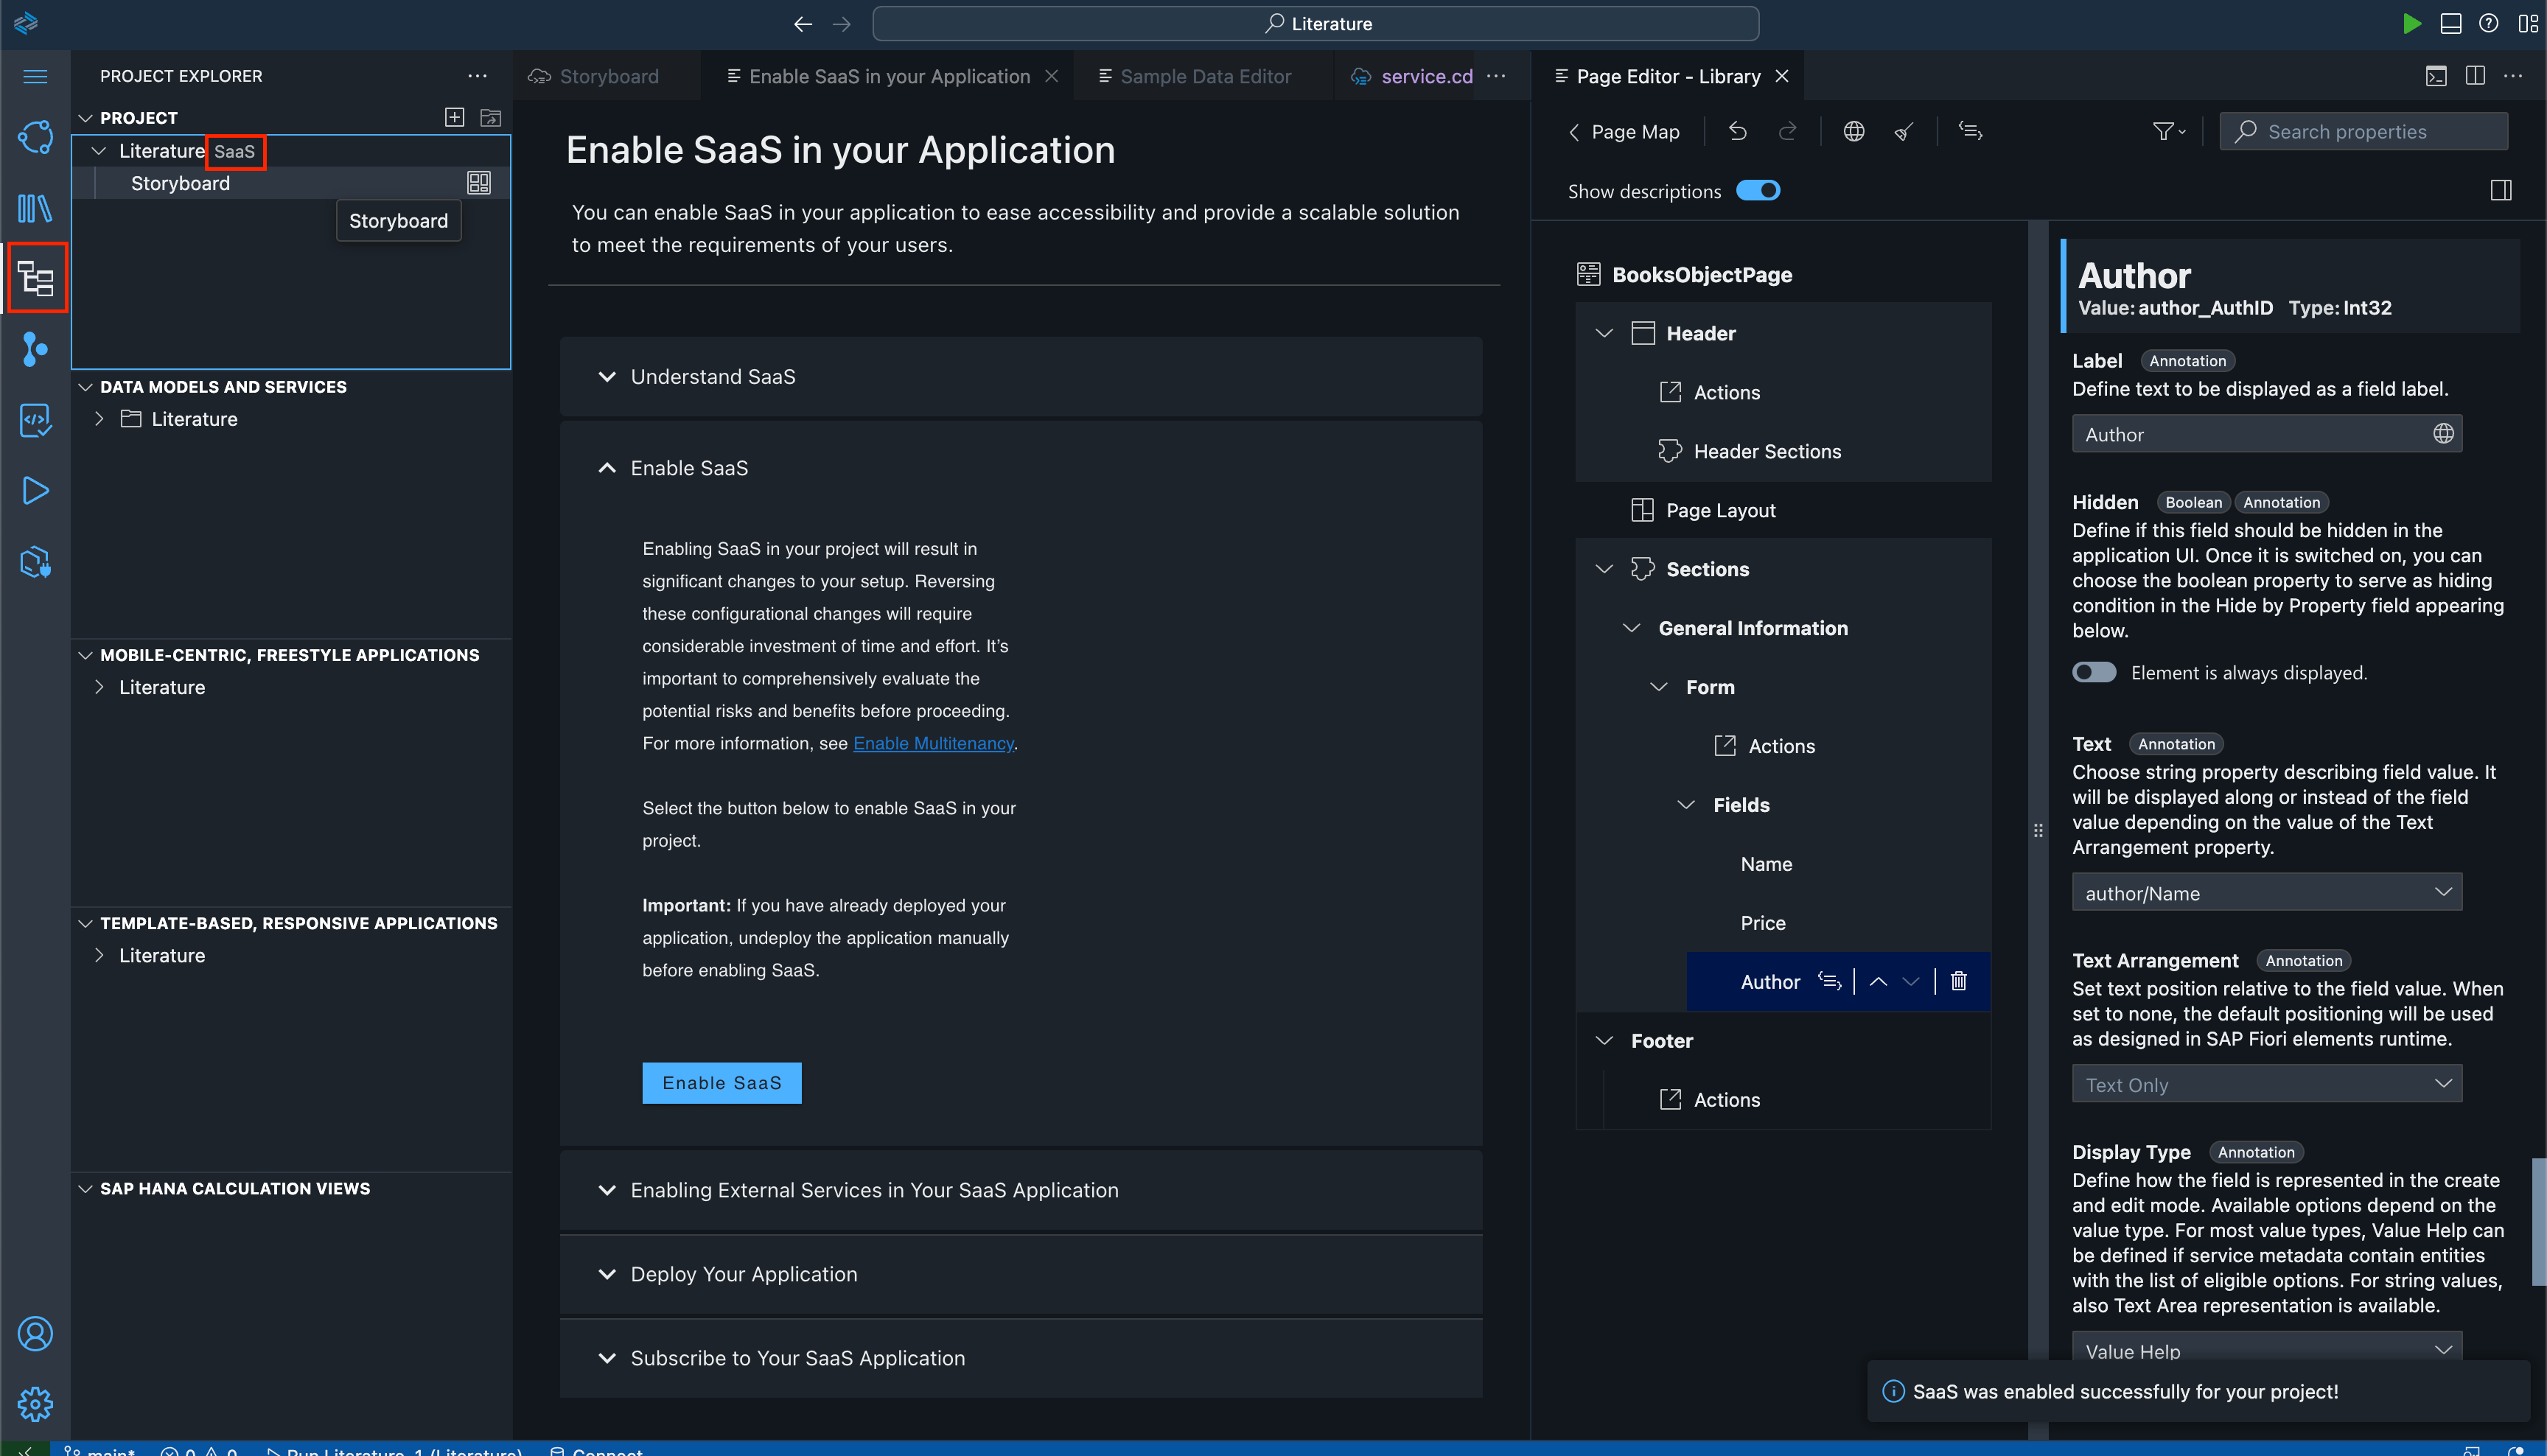 Literature
PROJECT EXPLORER
PROJECT
Literature SaaS
Storyboard
Storyboard
DATA MODELS AND SERVICES
Literature
MOBILE-CENTRIC, FREESTYLE APPLICATIONS
Literature
TEMPLATE-BASED, RESPONSIVE APPLICATIONS
Literature
SAP HANA CALCULATION VIEWS
Storyboard
Enable SaaS in your Application
Sample Data Editor
service.cd
Enable SaaS in your Application
You can enable SaaS in your application to ease accessibility and provide a scalable solution
to meet the requirements of your users.
Understand SaaS
Enable SaaS
Enabling SaaS in your project will result in
significant changes to your setup. Reversing
these configurational changes will require
considerable investment of time and effort. It’s
important to comprehensively evaluate the
potential risks and benefits before proceeding.
For more information, see Enable Multitenancy.
Select the button below to enable SaaS in your
project.
Important: If you have already deployed your
application, undeploy the application manually
before enabling SaaS.
Enable SaaS
Enabling External Services in Your SaaS Application
Deploy Your Application
Subscribe to Your SaaS Application
Page Editor - Library
Page Map
Search properties
Show descriptions
BooksObjectPage
Header
Actions
Header Sections
Page Layout
Sections
General Information
Form
Actions
Fields
Name
Price
Author
Footer
Actions
Author
Value: author_AuthID Type: Int32
Label Annotation
Define text to be displayed as a field label.
Author
Hidden Boolean Annotation
Define if this field should be hidden in the
application UI. Once it is switched on, you can
choose the boolean property to serve as hiding
condition in the Hide by Property field appearing
below.
Element is always displayed.
Text Annotation
Choose string property describing field value. It
will be displayed along or instead of the field
value depending on the value of the Text
Arrangement property.
author/Name
Text Arrangement Annotation
Set text position relative to the field value. When
set to none, the default positioning will be used
as designed in SAP Fiori elements runtime.
Text Only
Display Type Annotation
Define how the field is represented in the create
and edit mode. Available options depend on the
value type. For most value types, Value Help can
be defined if service metadata contain entities
with the list of eligible options. For string values,
also Text Area representation is available.
Value Help
SaaS was enabled successfully for your project!
main* 0 0 Run Literature-1 (Literature) Connect